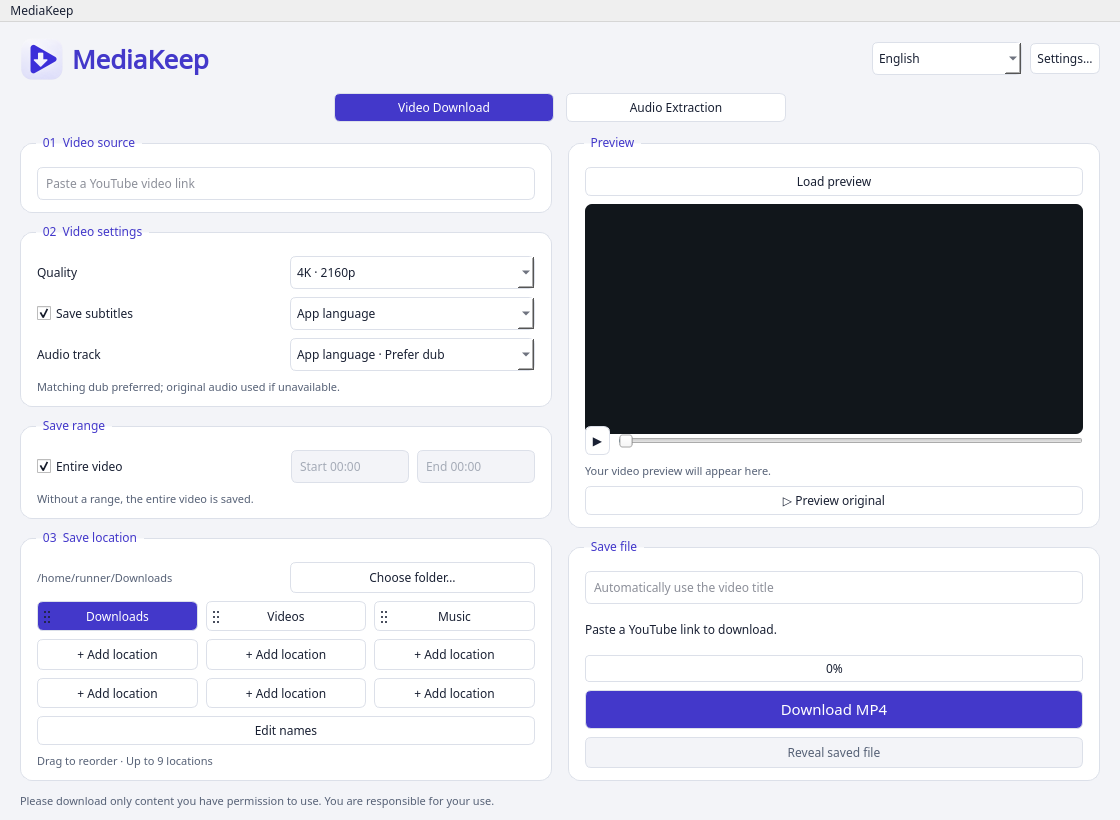 MediaKeep
MediaKeep
English
Settings...
Video Download
Audio Extraction
01 Video source
Paste a YouTube video link
02 Video settings
Quality
4K · 2160p
Save subtitles
App language
Audio track
App language · Prefer dub
Matching dub preferred; original audio used if unavailable.
Save range
Entire video
Start 00:00
End 00:00
Without a range, the entire video is saved.
03 Save location
/home/runner/Downloads
Choose folder...
Downloads
Videos
Music
+ Add location
+ Add location
+ Add location
+ Add location
+ Add location
+ Add location
Edit names
Drag to reorder · Up to 9 locations
Preview
Load preview
Your video preview will appear here.
▷ Preview original
Save file
Automatically use the video title
Paste a YouTube link to download.
0%
Download MP4
Reveal saved file
Please download only content you have permission to use. You are responsible for your use.